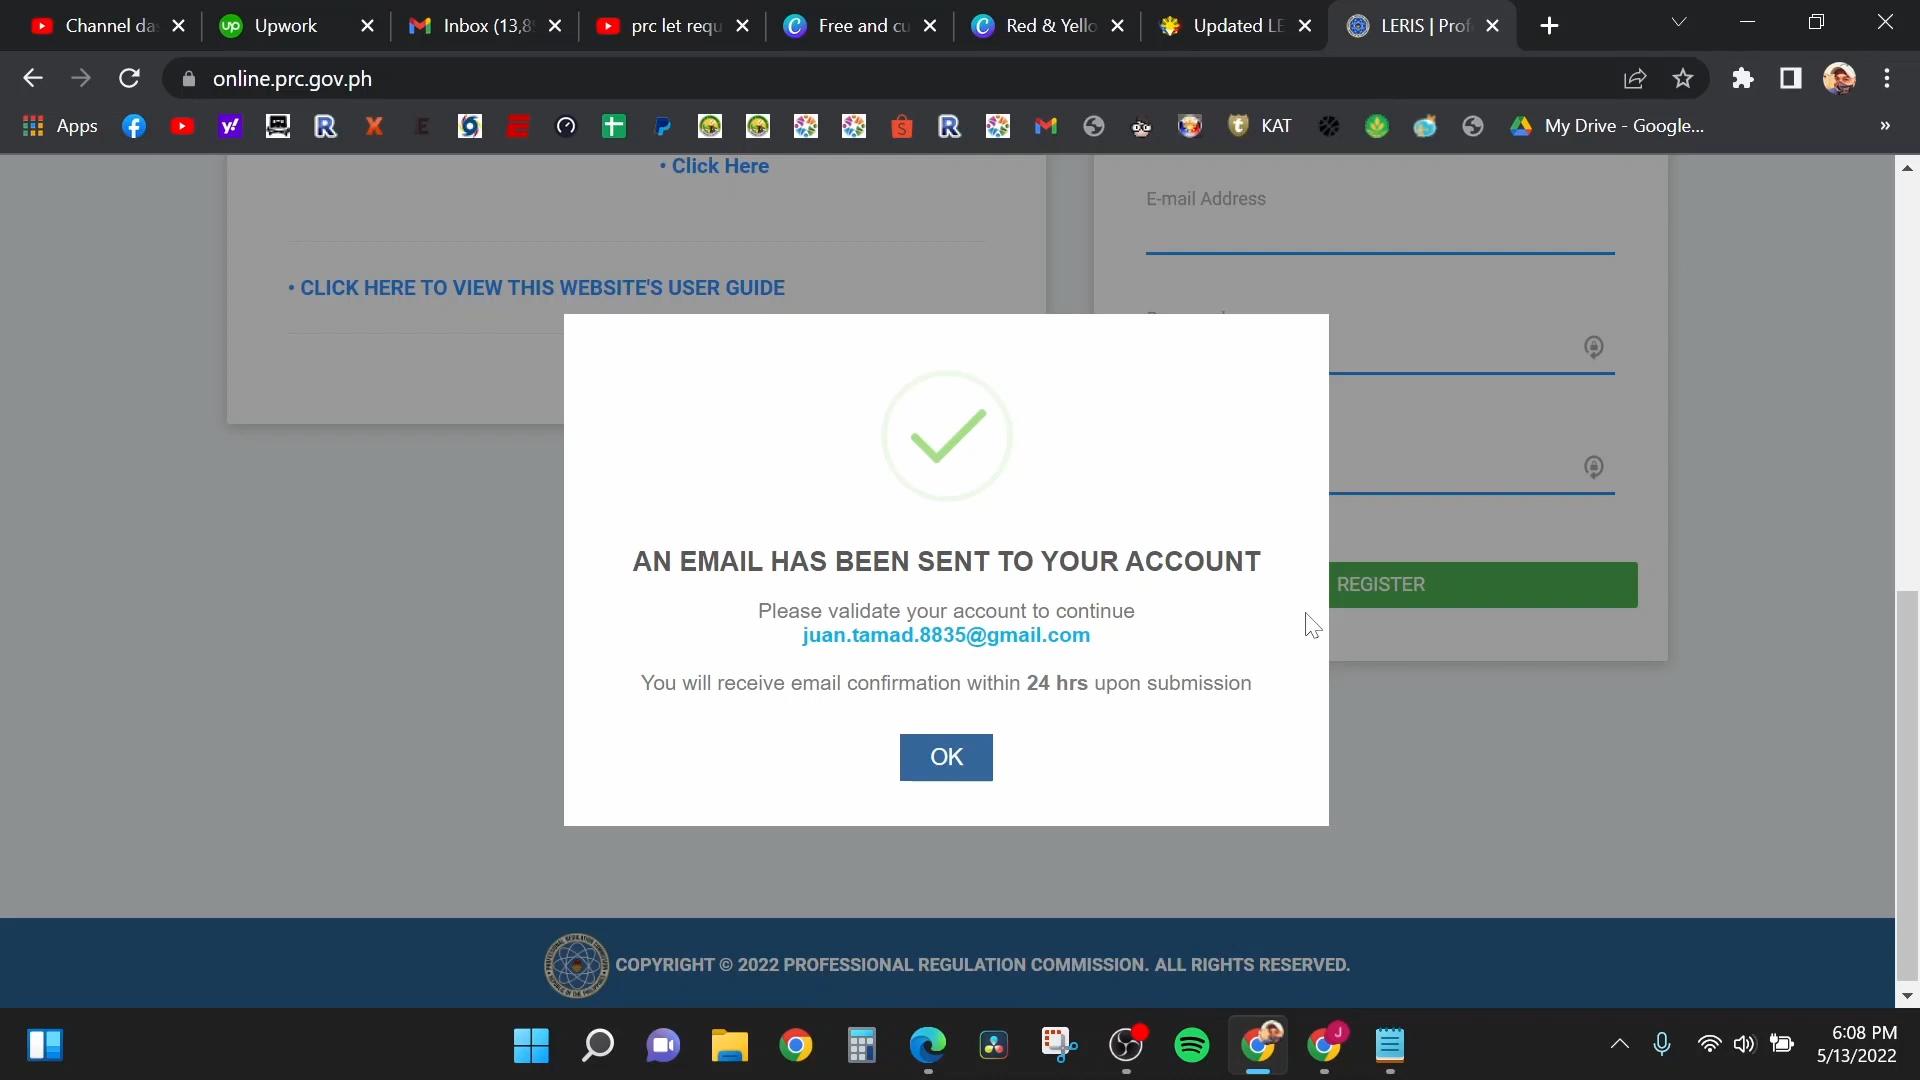 Channel da
Upwork
Inbox (13,8
prc let requ
Free and cu
Red & Yello
Updated LE
LERIS | Prof
online.prc.gov.ph
Apps
KAT
My Drive - Google...
• Click Here
E-mail Address
• CLICK HERE TO VIEW THIS WEBSITE'S USER GUIDE
AN EMAIL HAS BEEN SENT TO YOUR ACCOUNT
REGISTER
Please validate your account to continue
juan.tamad.8835@gmail.com
You will receive email confirmation within 24 hrs upon submission
OK
COPYRIGHT © 2022 PROFESSIONAL REGULATION COMMISSION. ALL RIGHTS RESERVED.
6:08 PM
5/13/2022